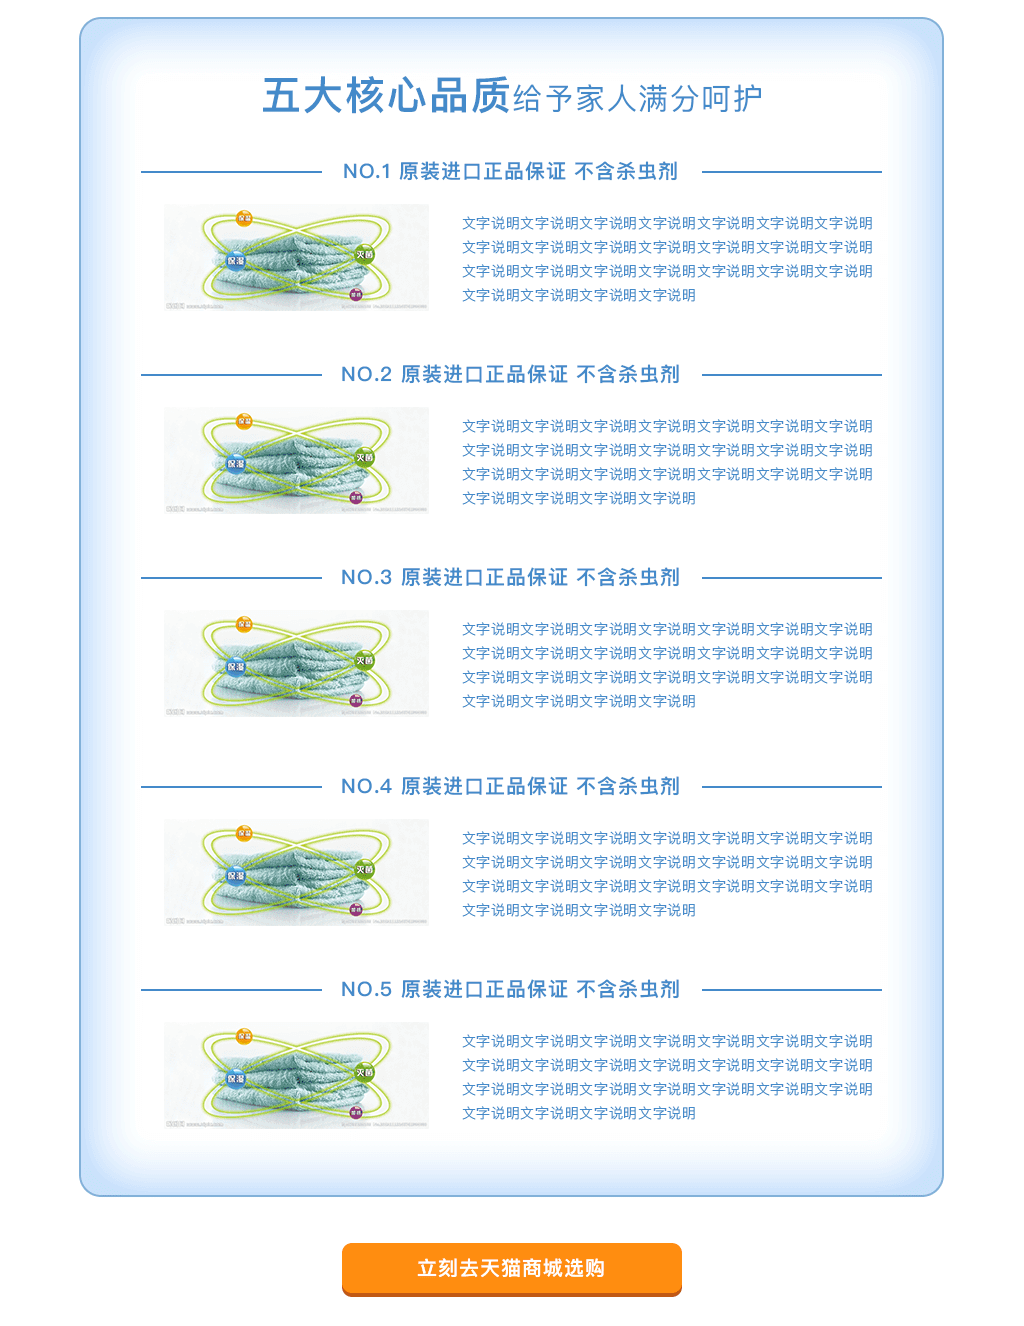 五大核心品质给予家人满分呵护
NO.1 原装进口正品保证 不含杀虫剂
保温
保湿
灭菌
文字说明文字说明文字说明文字说明文字说明文字说明文字说明
文字说明文字说明文字说明文字说明文字说明文字说明文字说明
文字说明文字说明文字说明文字说明文字说明文字说明文字说明
文字说明文字说明文字说明文字说明
NO.2 原装进口正品保证 不含杀虫剂
保温
保湿
灭菌
文字说明文字说明文字说明文字说明文字说明文字说明文字说明
文字说明文字说明文字说明文字说明文字说明文字说明文字说明
文字说明文字说明文字说明文字说明文字说明文字说明文字说明
文字说明文字说明文字说明文字说明
NO.3 原装进口正品保证 不含杀虫剂
保温
保湿
灭菌
文字说明文字说明文字说明文字说明文字说明文字说明文字说明
文字说明文字说明文字说明文字说明文字说明文字说明文字说明
文字说明文字说明文字说明文字说明文字说明文字说明文字说明
文字说明文字说明文字说明文字说明
NO.4 原装进口正品保证 不含杀虫剂
保温
保湿
灭菌
文字说明文字说明文字说明文字说明文字说明文字说明文字说明
文字说明文字说明文字说明文字说明文字说明文字说明文字说明
文字说明文字说明文字说明文字说明文字说明文字说明文字说明
文字说明文字说明文字说明文字说明
NO.5 原装进口正品保证 不含杀虫剂
保温
保湿
灭菌
文字说明文字说明文字说明文字说明文字说明文字说明文字说明
文字说明文字说明文字说明文字说明文字说明文字说明文字说明
文字说明文字说明文字说明文字说明文字说明文字说明文字说明
文字说明文字说明文字说明文字说明
立刻去天猫商城选购